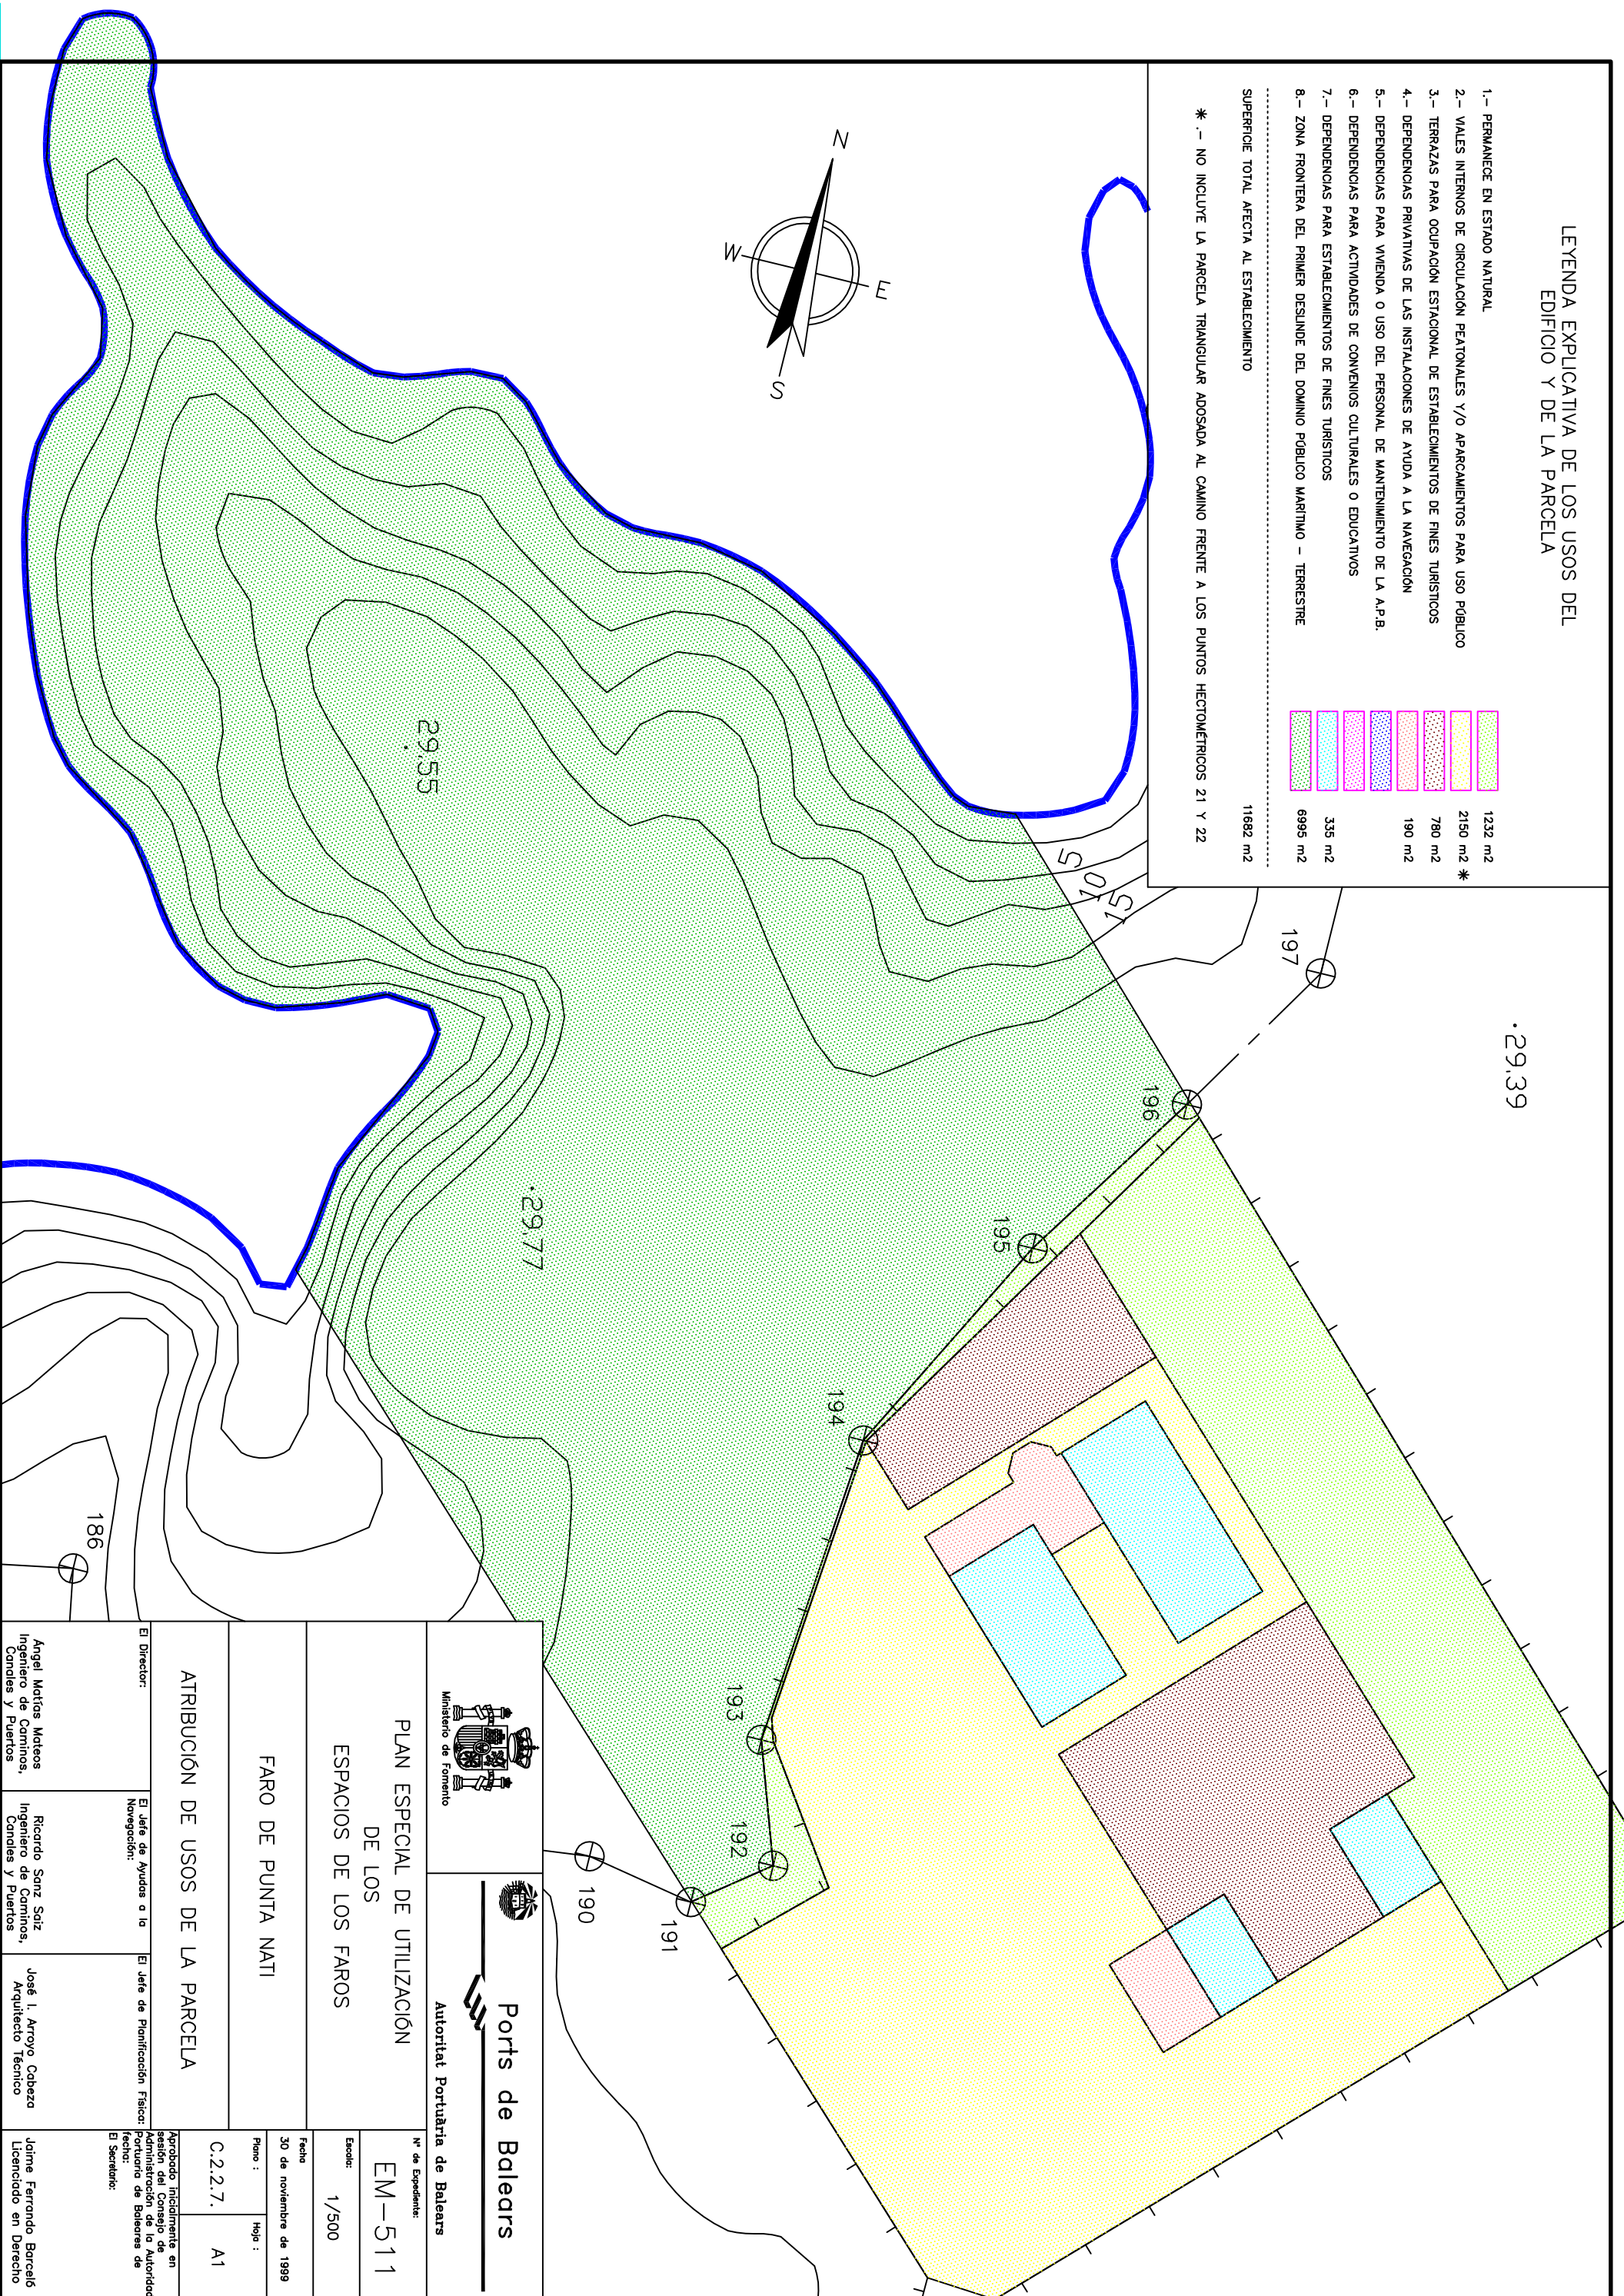 LEYENDA EXPLICATIVA DE LOS USOS DEL
EDIFICIO Y DE LA PARCELA
1.- PERMANECE EN ESTADO NATURAL 1232 m2
2.- VIALES INTERNOS DE CIRCULACIÓN PEATONALES Y/O APARCAMIENTOS PARA USO PÚBLICO 2150 m2 *
3.- TERRAZAS PARA OCUPACIÓN ESTACIONAL DE ESTABLECIMIENTOS DE FINES TURÍSTICOS 780 m2
4.- DEPENDENCIAS PRIVATIVAS DE LAS INSTALACIONES DE AYUDA A LA NAVEGACIÓN 190 m2
5.- DEPENDENCIAS PARA VIVIENDA O USO DEL PERSONAL DE MANTENIMIENTO DE LA A.P.B.
6.- DEPENDENCIAS PARA ACTIVIDADES DE CONVENIOS CULTURALES O EDUCATIVOS
7.- DEPENDENCIAS PARA ESTABLECIMIENTOS DE FINES TURÍSTICOS 335 m2
8.- ZONA FRONTERA DEL PRIMER DESLINDE DEL DOMINIO PÚBLICO MARÍTIMO - TERRESTRE 6995 m2
SUPERFICIE TOTAL AFECTA AL ESTABLECIMIENTO 11682 m2
* .- NO INCLUYE LA PARCELA TRIANGULAR ADOSADA AL CAMINO FRENTE A LOS PUNTOS HECTOMÉTRICOS 21 Y 22
N
W
E
S
.29.39
197
5
10
15
196
195
29.55
.29.77
194
193
192
191
190
186
Ministerio de Fomento
Ports de Balears
Autoritat Portuària de Balears
PLAN ESPECIAL DE UTILIZACIÓN
DE LOS
ESPACIOS DE LOS FAROS
FARO DE PUNTA NATI
ATRIBUCIÓN DE USOS DE LA PARCELA
Nº de Expediente:
EM-511
Escala:
1/500
Fecha
30 de noviembre de 1999
Plano :
C.2.2.7.
Hoja :
A1
El Director:
Ángel Matías Mateos
Ingeniero de Caminos,
Canales y Puertos
El Jefe de Ayudas a la
Navegación:
Ricardo Sanz Saiz
Ingeniero de Caminos,
Canales y Puertos
El Jefe de Planificación Física:
José I. Arroyo Cabeza
Arquitecto Técnico
Aprobado inicialmente en
sesión del Consejo de
Administración de la Autoridad
Portuaria de Baleares de
fecha:
El Secretario:
Jaime Ferrando Barceló
Licenciado en Derecho